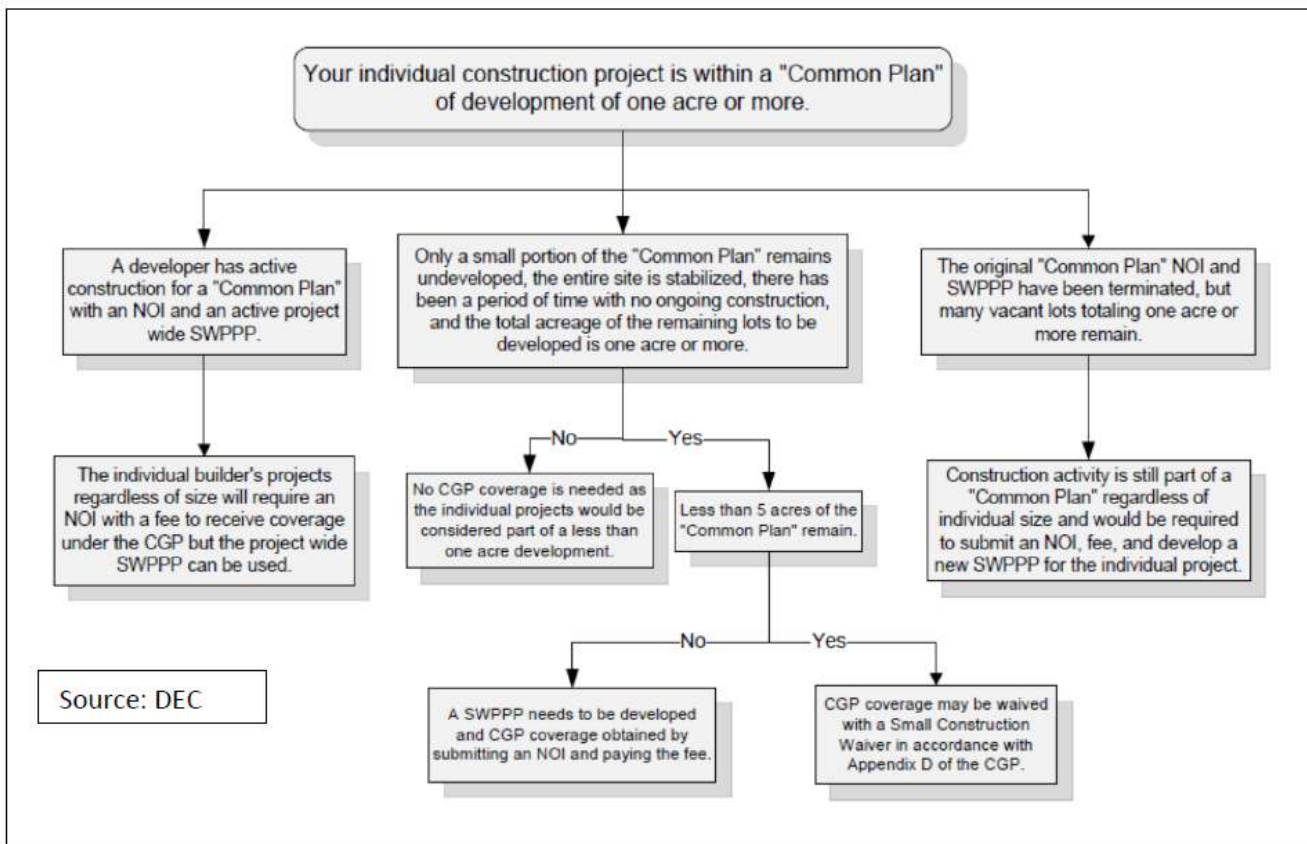 Your individual construction project is within a "Common Plan"
of development of one acre or more.
A developer has active
construction for a "Common Plan"
with an NOI and an active project
wide SWPPP.
Only a small portion of the "Common Plan" remains
undeveloped, the entire site is stabilized, there has
been a period of time with no ongoing construction,
and the total acreage of the remaining lots to be
developed is one acre or more.
The original "Common Plan" NOI and
SWPPP have been terminated, but
many vacant lots totaling one acre or
more remain.
No
Yes
The individual builder's projects
regardless of size will require an
NOI with a fee to receive coverage
under the CGP but the project wide
SWPPP can be used.
No CGP coverage is needed as
the individual projects would be
considered part of a less than
one acre development.
Less than 5 acres of the
"Common Plan" remain.
Construction activity is still part of a
"Common Plan" regardless of
individual size and would be required
to submit an NOI, fee, and develop a
new SWPPP for the individual project.
No
Yes
Source: DEC
A SWPPP needs to be developed
and CGP coverage obtained by
submitting an NOI and paying the fee.
CGP coverage may be waived
with a Small Construction
Waiver in accordance with
Appendix D of the CGP.